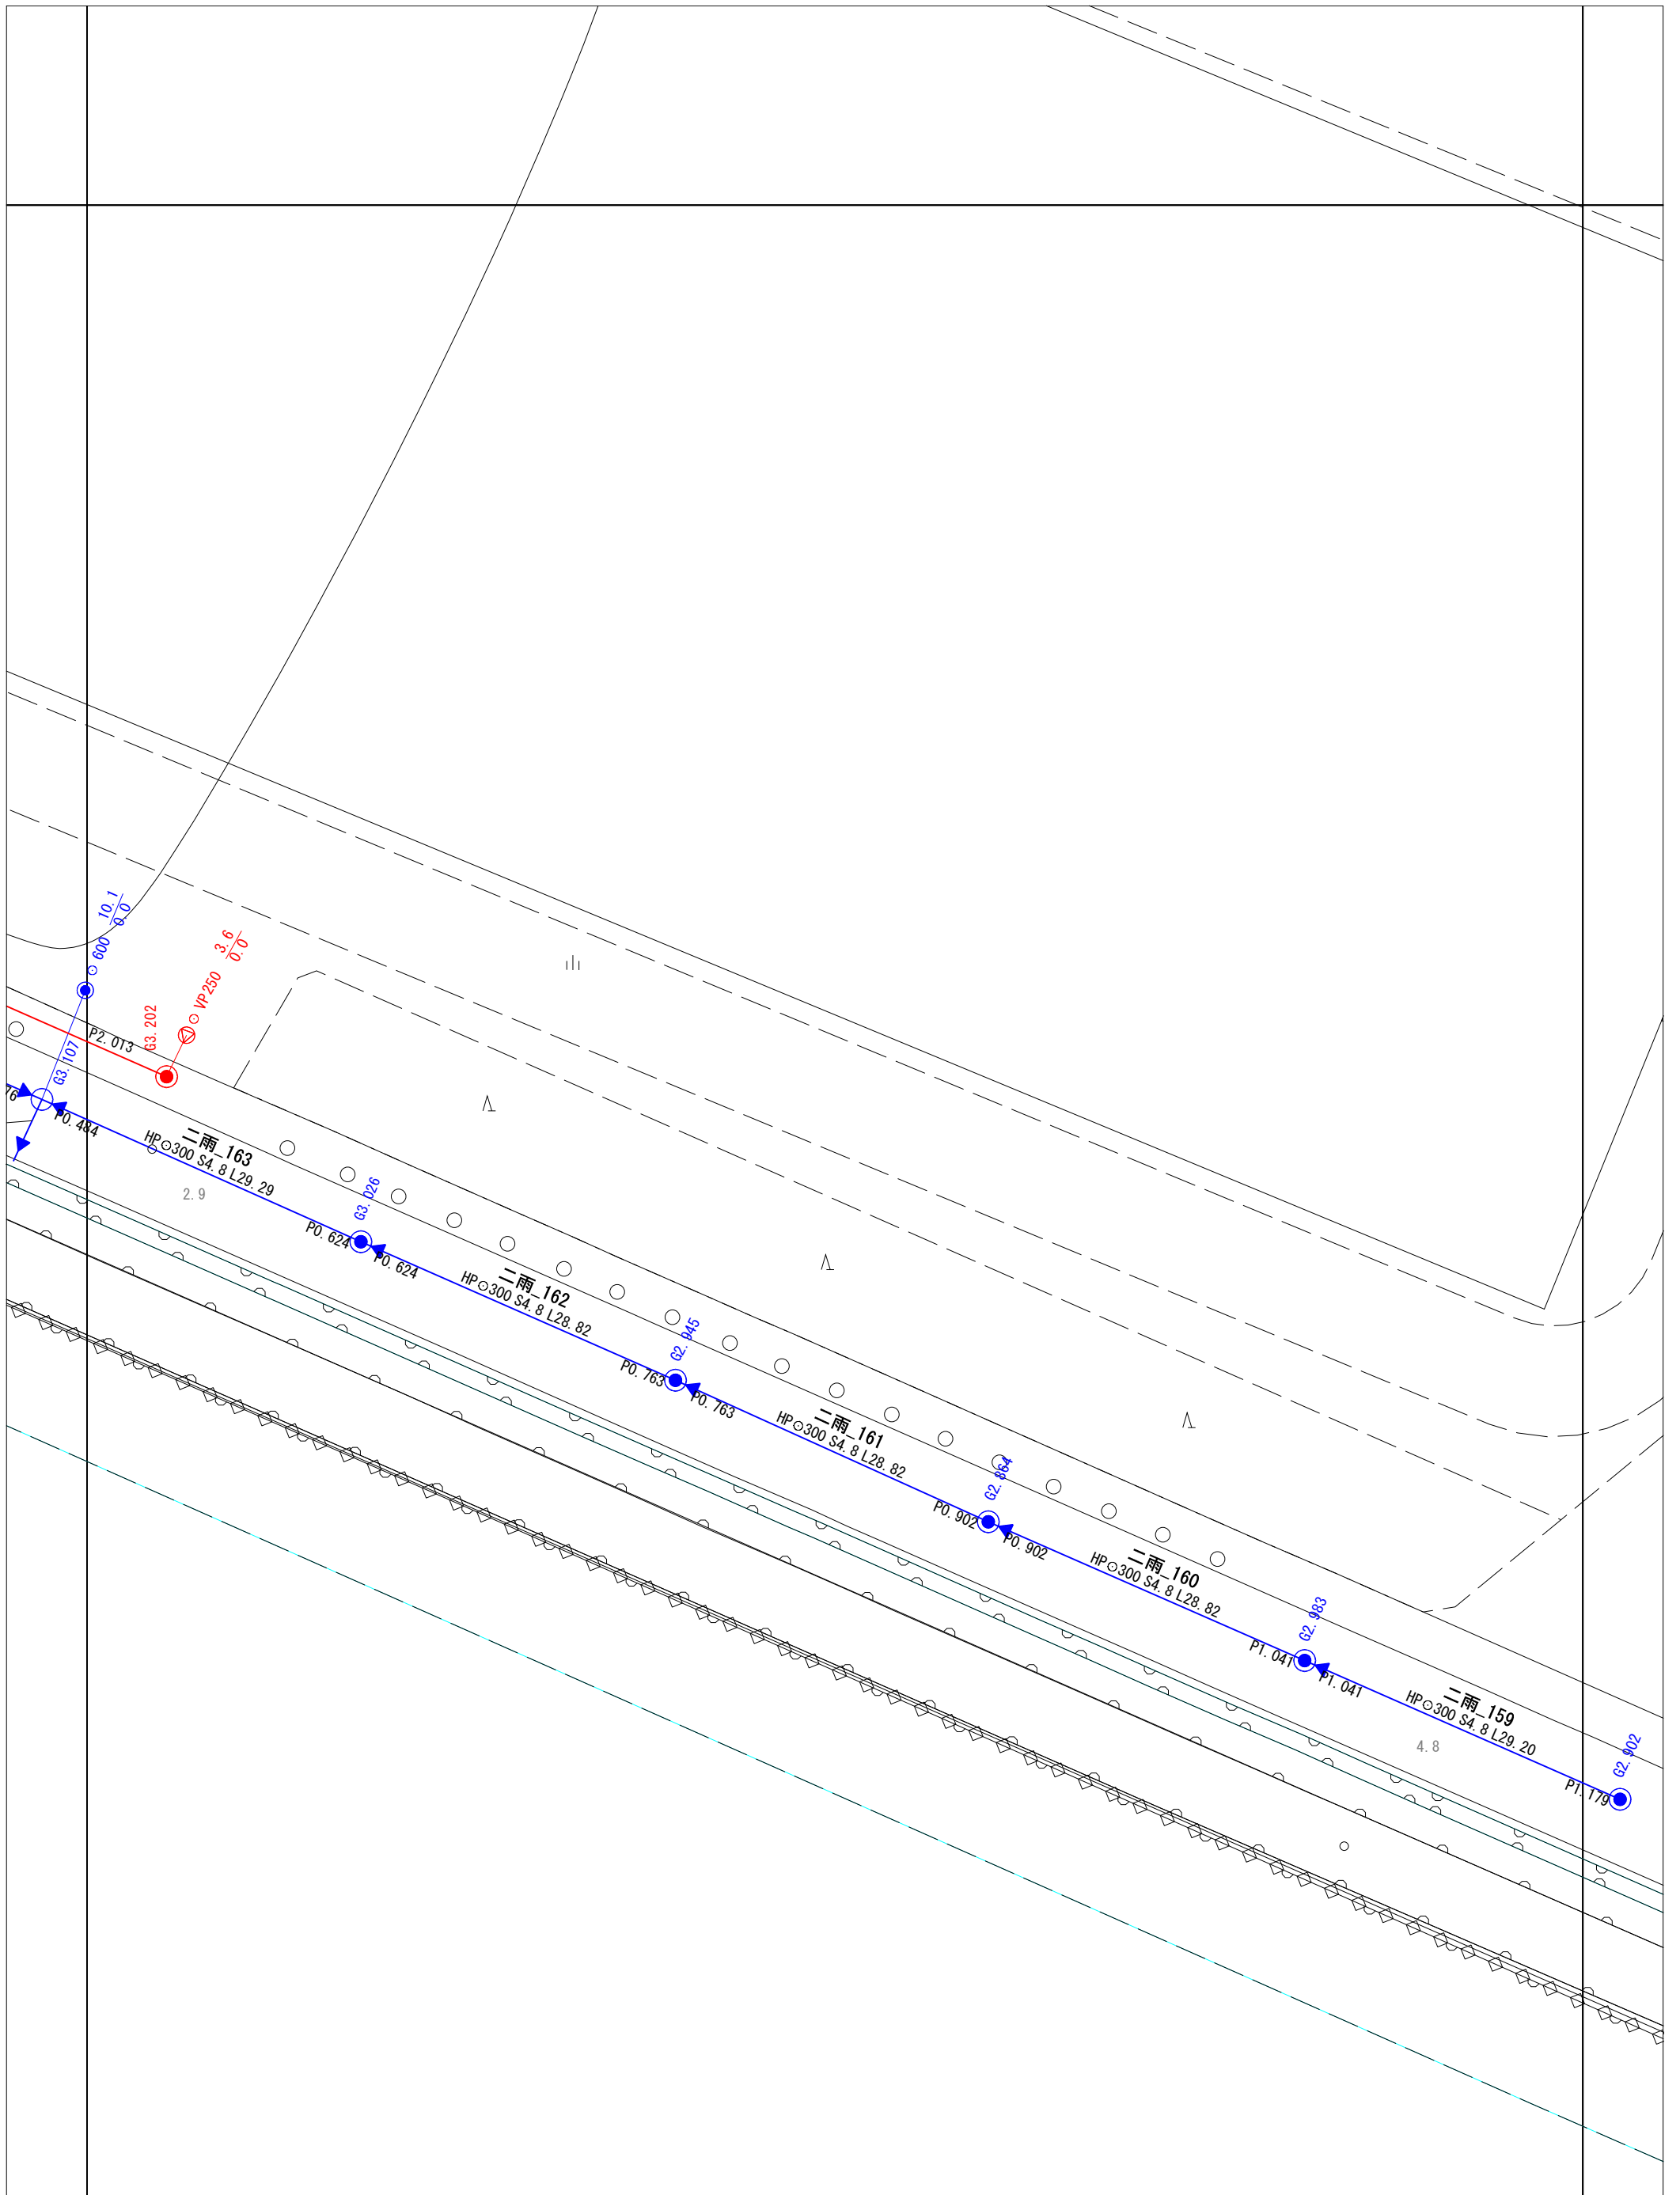 10.1
0.0
⊙ 600
3.6
0.0
⊙ VP250
G3.202
P2.013
G3.107
76
P0.484
二雨_163
HP⊙300 S4.8 L29.29
2.9
G3.026
P0.624
P0.624
二雨_162
HP⊙300 S4.8 L28.82
G2.945
P0.763
P0.763
二雨_161
HP⊙300 S4.8 L28.82
G2.864
P0.902
P0.902
二雨_160
HP⊙300 S4.8 L28.82
G2.983
P1.041
P1.041
二雨_159
HP⊙300 S4.8 L29.20
4.8
G2.902
P1.179